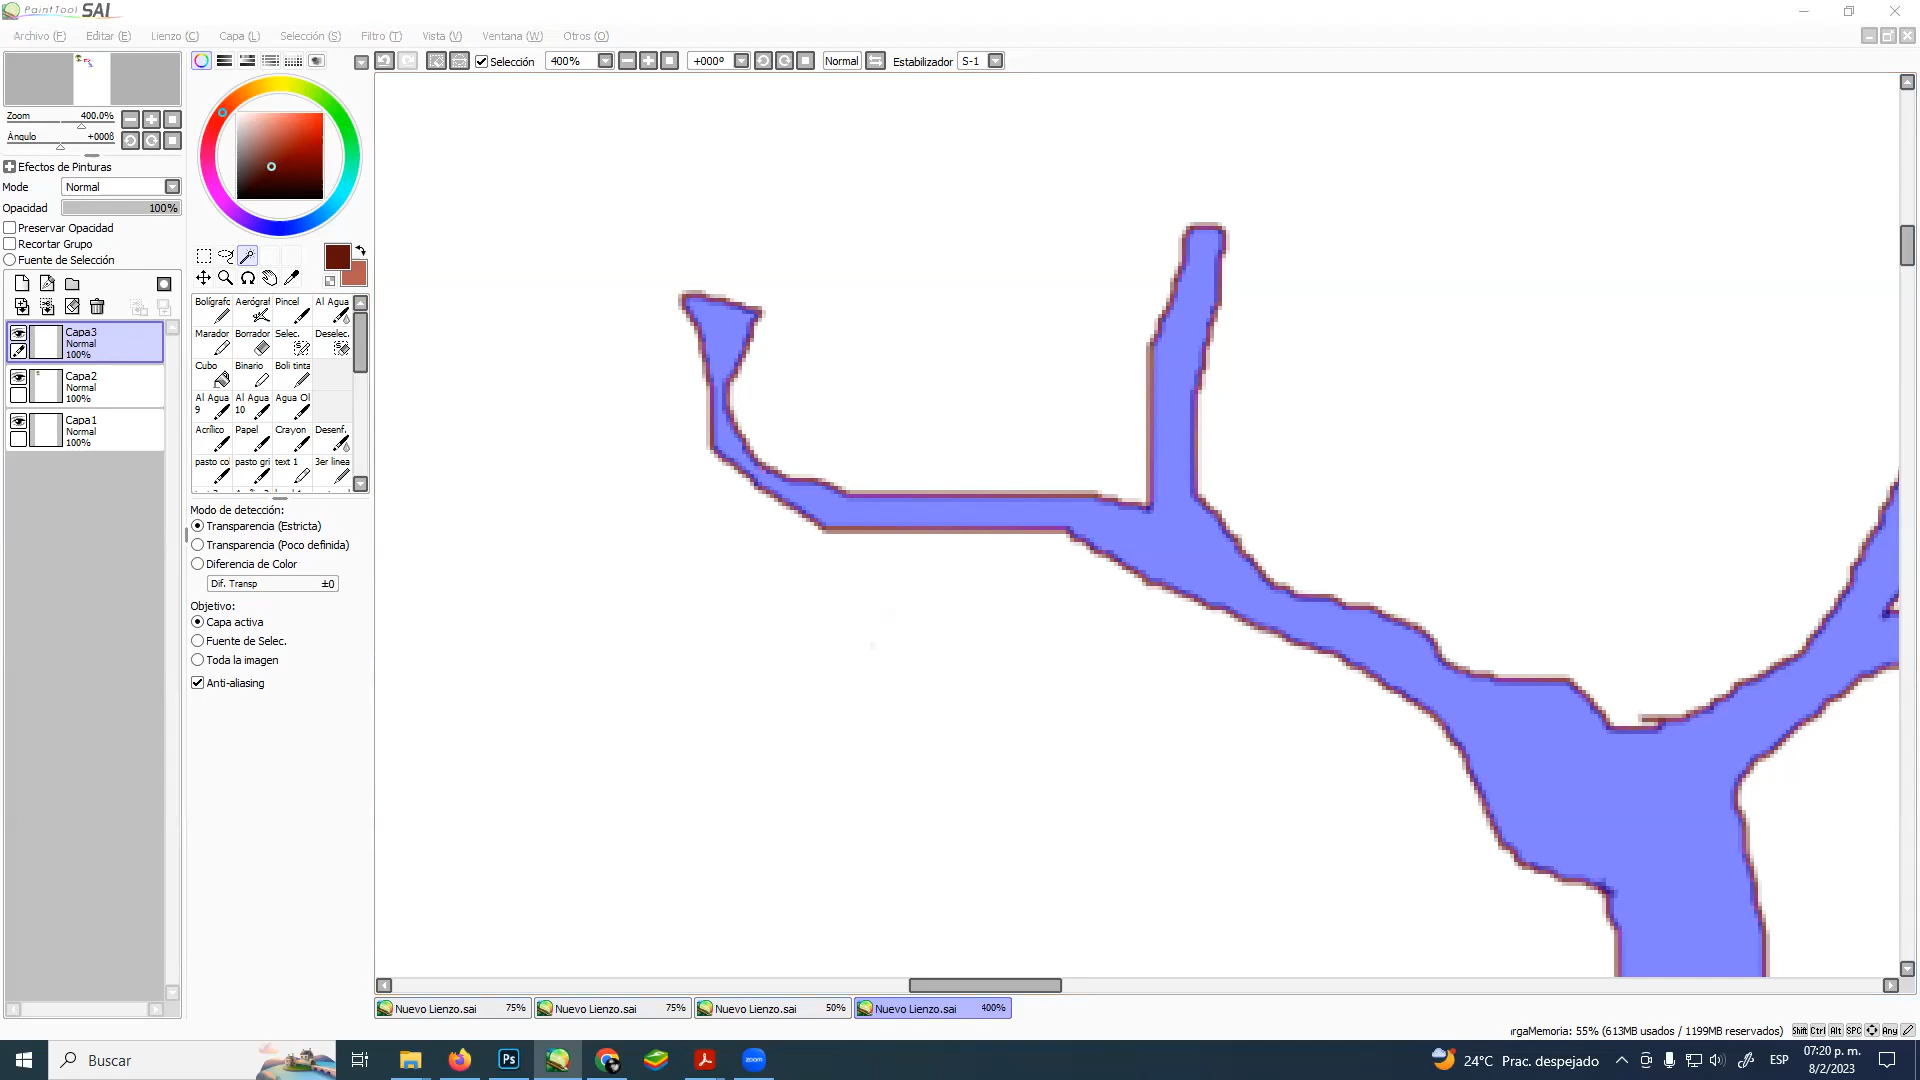 PaintTool SAI
Archivo (F) Editar (E) Lienzo (C) Capa (L) Selección (S) Filtro (T) Vista (V) Ventana (W) Otros (O)
Selección 400% +000º Normal Estabilizador S-1
Zoom 400.0%
Ángulo +000ß
Efectos de Pinturas
Mode Normal
Opacidad 100%
Preservar Opacidad
Recortar Grupo
Fuente de Selección
Capa3
Normal
100%
Capa2
Normal
100%
Capa1
Normal
100%
Bolígrafc Aerógraf Pincel Al Agua
Marador Borrador Selec. Deselec.
Cubo Binario Boli tinta
Al Agua 9 Al Agua 10 Agua Ol
Acrílico Papel Crayon Desenf.
pasto col pasto gri text 1 3er linea
Modo de detección:
Transparencia (Estricta)
Transparencia (Poco definida)
Diferencia de Color
Dif. Transp ±0
Objetivo:
Capa activa
Fuente de Selec.
Toda la imagen
Anti-aliasing
Nuevo Lienzo.sai 75% Nuevo Lienzo.sai 75% Nuevo Lienzo.sai 50% Nuevo Lienzo.sai 400%
rgaMemoria: 55% (613MB usados / 1199MB reservados) Shift Ctrl Alt SPC Any
Buscar Ps zoom 24°C Prac. despejado ESP 07:20 p. m.
8/2/2023